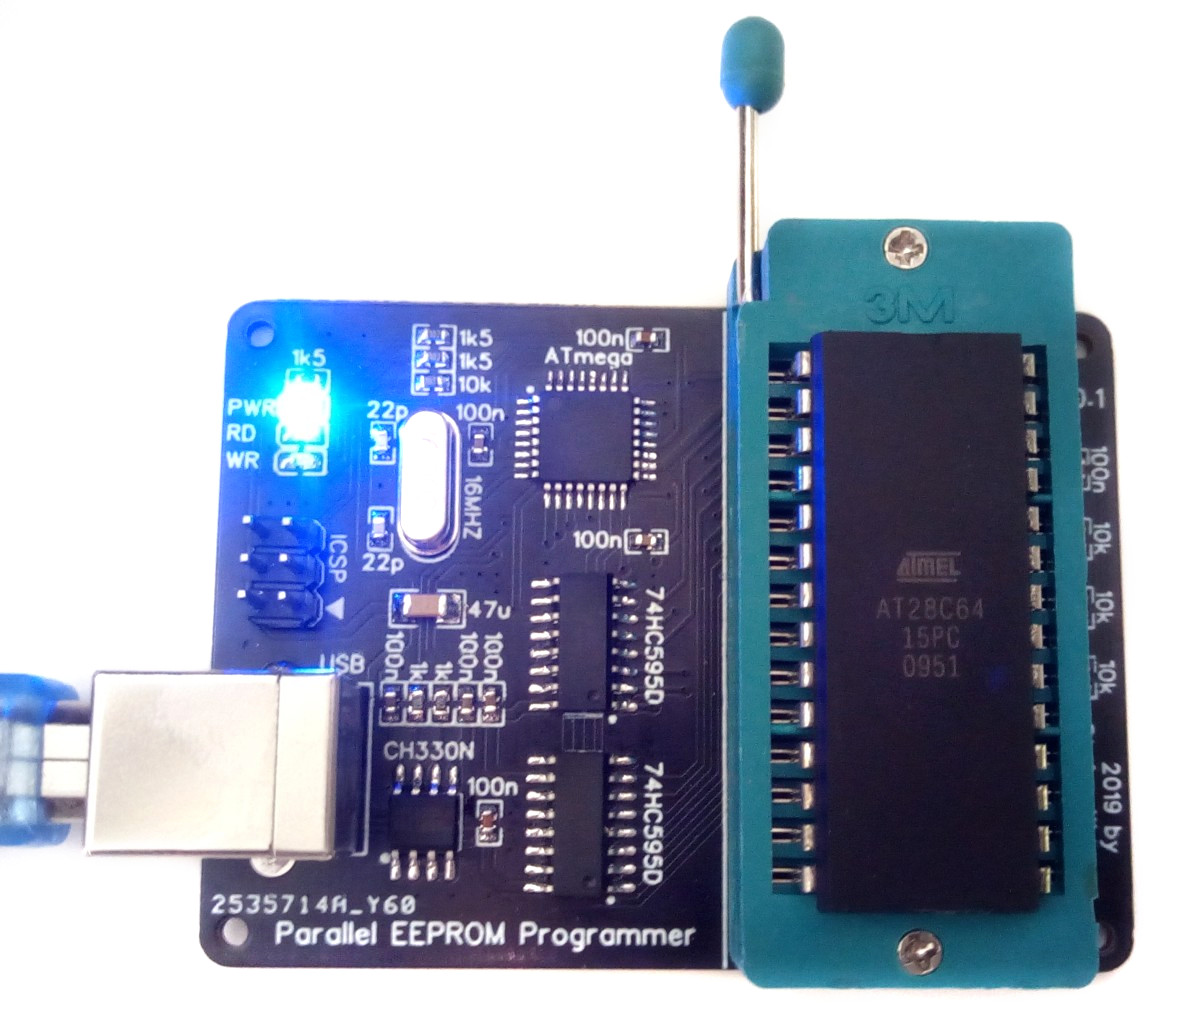 3M
1k5
PWR
RD
WR
1k5
1k5
10k
100n
ATmega
22p
100n
16MHZ
22p
ICSP
100n
47u
USB
100n
1k
1k
100n
100n
74HC595D
CH330N
100n
74HC595D
2535714A_Y60
Parallel EEPROM Programmer
ATMEL
AT28C64
15PC
0951
100n
10k
10k
10k
2019 by